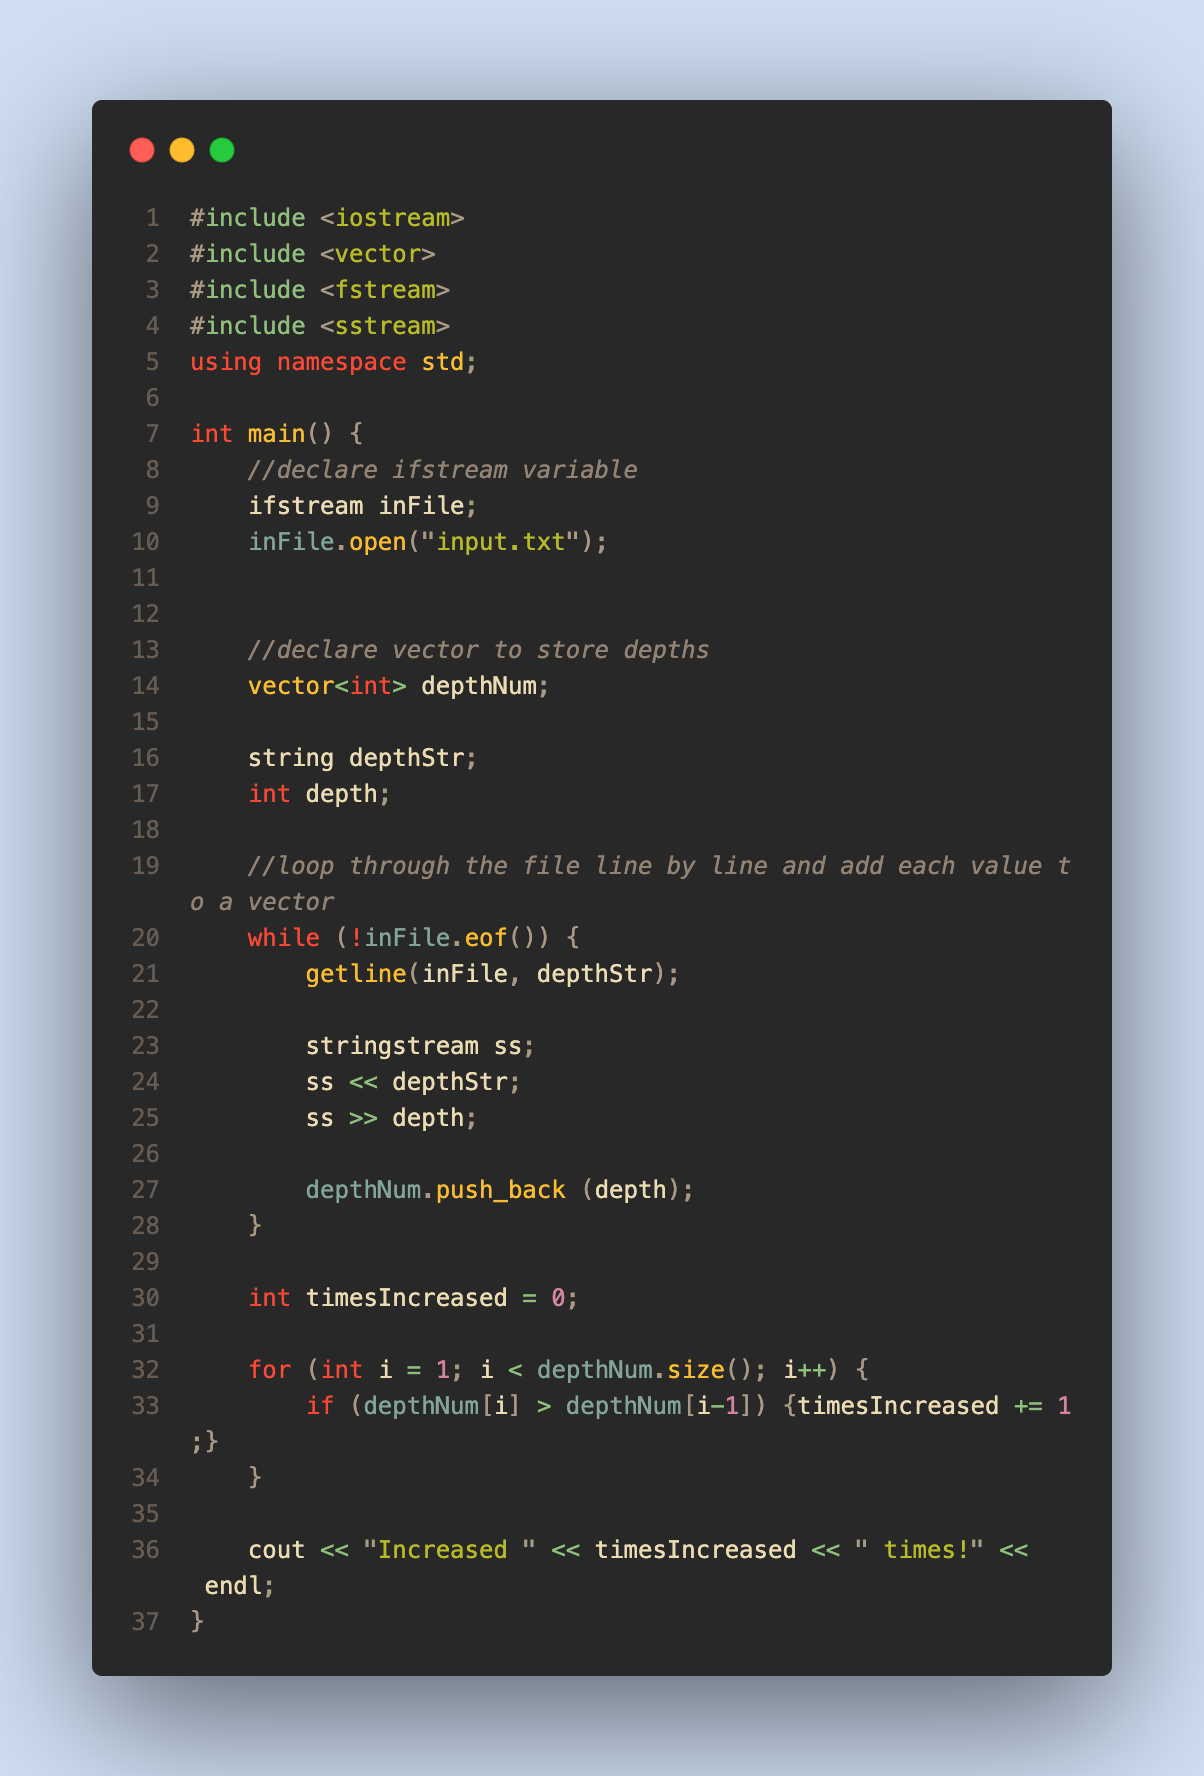 1 #include <iostream>
2 #include <vector>
3 #include <fstream>
4 #include <sstream>
5 using namespace std;
6
7 int main() {
8     //declare ifstream variable
9     ifstream inFile;
10     inFile.open("input.txt");
11
12
13     //declare vector to store depths
14     vector<int> depthNum;
15
16     string depthStr;
17     int depth;
18
19     //loop through the file line by line and add each value t
o a vector
20     while (!inFile.eof()) {
21         getline(inFile, depthStr);
22
23         stringstream ss;
24         ss << depthStr;
25         ss >> depth;
26
27         depthNum.push_back (depth);
28     }
29
30     int timesIncreased = 0;
31
32     for (int i = 1; i < depthNum.size(); i++) {
33         if (depthNum[i] > depthNum[i-1]) {timesIncreased += 1
;}
34     }
35
36     cout << "Increased " << timesIncreased << " times!" <<
 endl;
37 }